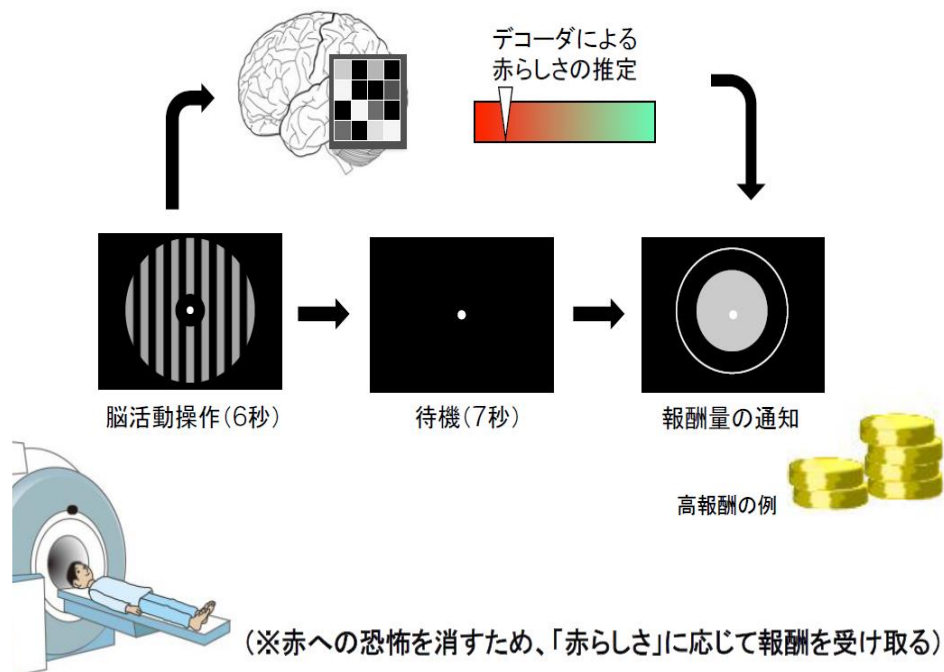 デコーダによる
赤らしさの推定
脳活動操作(6秒)
待機(7秒)
報酬量の通知
高報酬の例
(※赤への恐怖を消すため、「赤らしさ」に応じて報酬を受け取る)